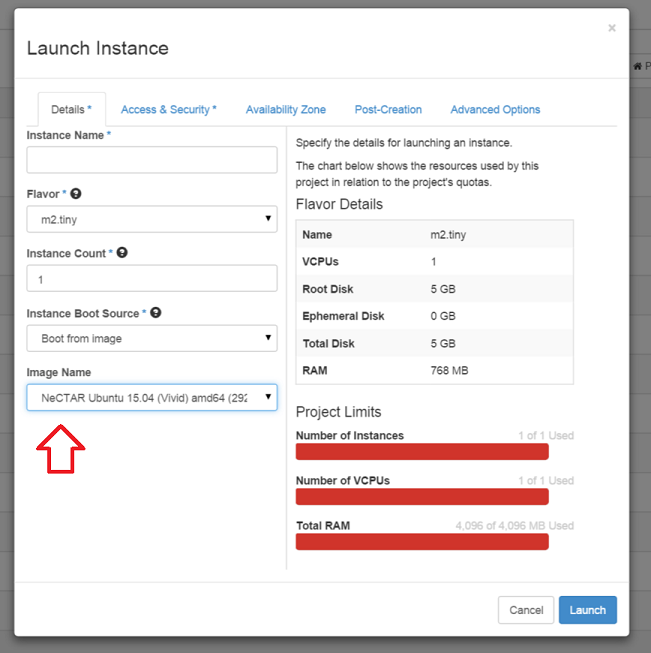 Launch Instance
×
P
Details *
Access & Security *
Availability Zone
Post-Creation
Advanced Options
Instance Name *
Flavor *
m2.tiny
Instance Count *
1
Instance Boot Source *
Boot from image
Image Name
NeCTAR Ubuntu 15.04 (Vivid) amd64 (292
Specify the details for launching an instance.
The chart below shows the resources used by this
project in relation to the project's quotas.
Flavor Details
Name m2.tiny
VCPUs 1
Root Disk 5 GB
Ephemeral Disk 0 GB
Total Disk 5 GB
RAM 768 MB
Project Limits
Number of Instances 1 of 1 Used
Number of VCPUs 1 of 1 Used
Total RAM 4,096 of 4,096 MB Used
Cancel
Launch